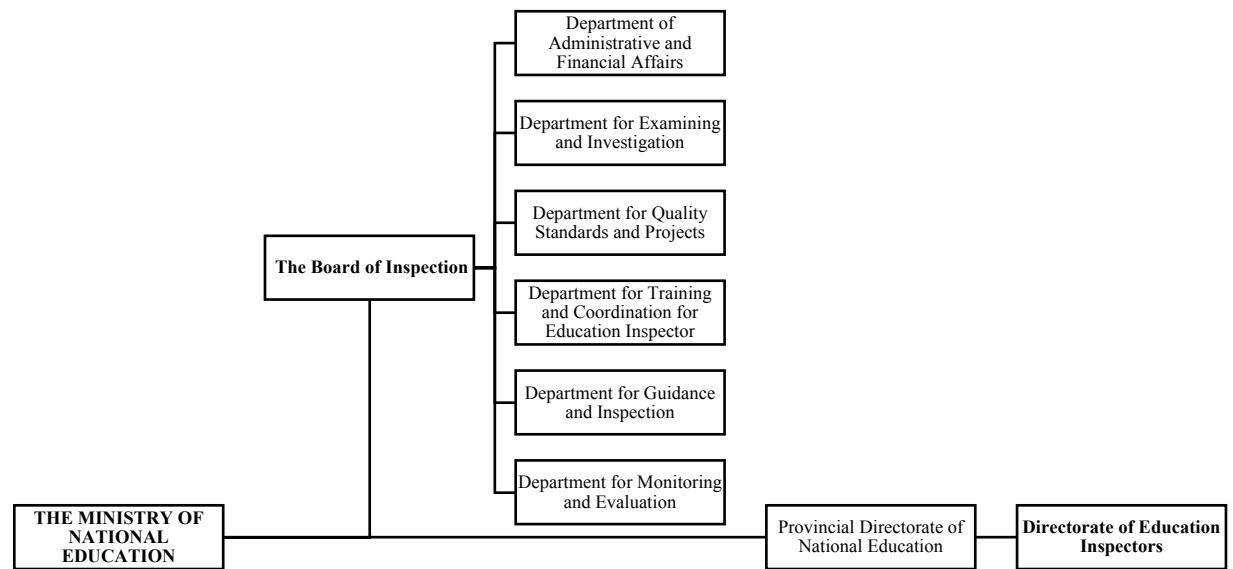 Department of
Administrative and
Financial Affairs
Department for Examining
and Investigation
Department for Quality
Standards and Projects
The Board of Inspection
Department for Training
and Coordination for
Education Inspector
Department for Guidance
and Inspection
Department for Monitoring
and Evaluation
THE MINISTRY OF
NATIONAL
EDUCATION
Provincial Directorate of
National Education
Directorate of Education
Inspectors